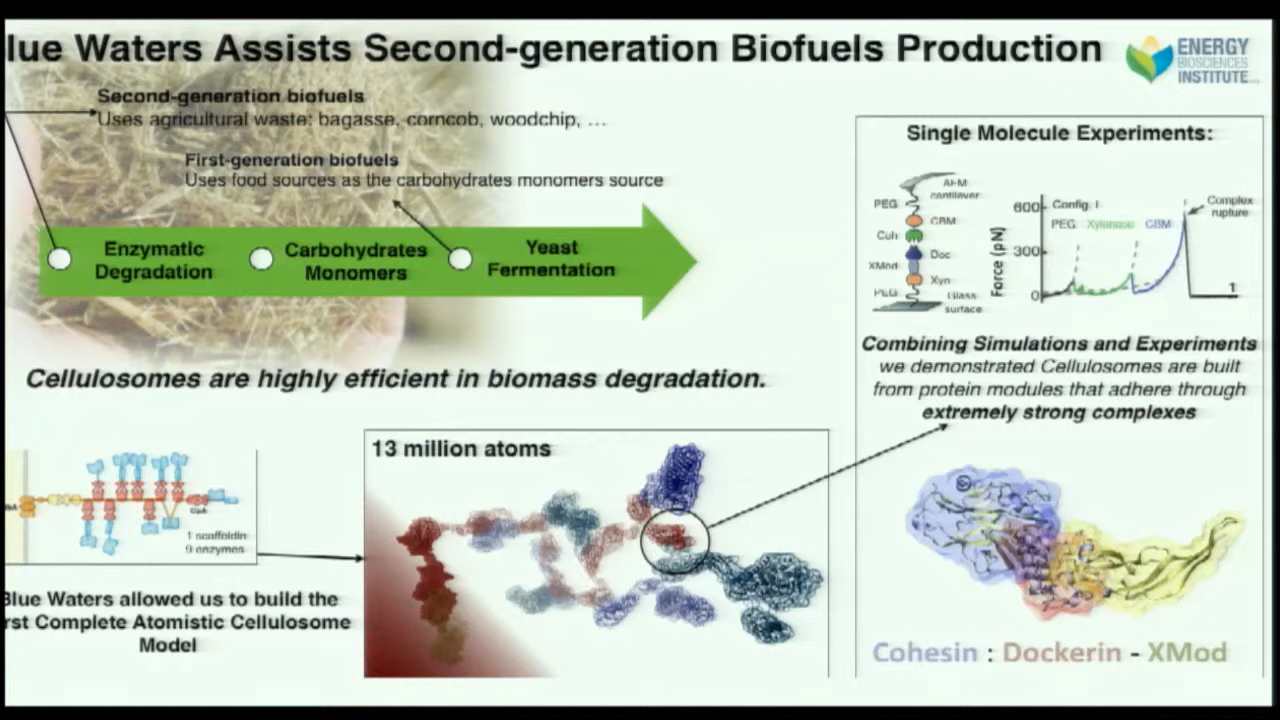 lue Waters Assists Second-generation Biofuels Production
ENERGY
BIOSCIENCES
INSTITUTE
Second-generation biofuels
Uses agricultural waste: bagasse, corncob, woodchip, …
First-generation biofuels
Uses food sources as the carbohydrates monomers source
Enzymatic
Degradation
Carbohydrates
Monomers
Yeast
Fermentation
Cellulosomes are highly efficient in biomass degradation.
1 scaffoldin
9 enzymes
Blue Waters allowed us to build the
rst Complete Atomistic Cellulosome
Model
13 million atoms
Single Molecule Experiments:
AFM
cantilever
PEG
CBM
Coh
Doc
XMod
Xyn
PEG
Glass
surface
Force (pN)
600
300
0
Config. I
PEG Xylanase CBM
Complex
rupture
1
Combining Simulations and Experiments
we demonstrated Cellulosomes are built
from protein modules that adhere through
extremely strong complexes
Cohesin : Dockerin - XMod